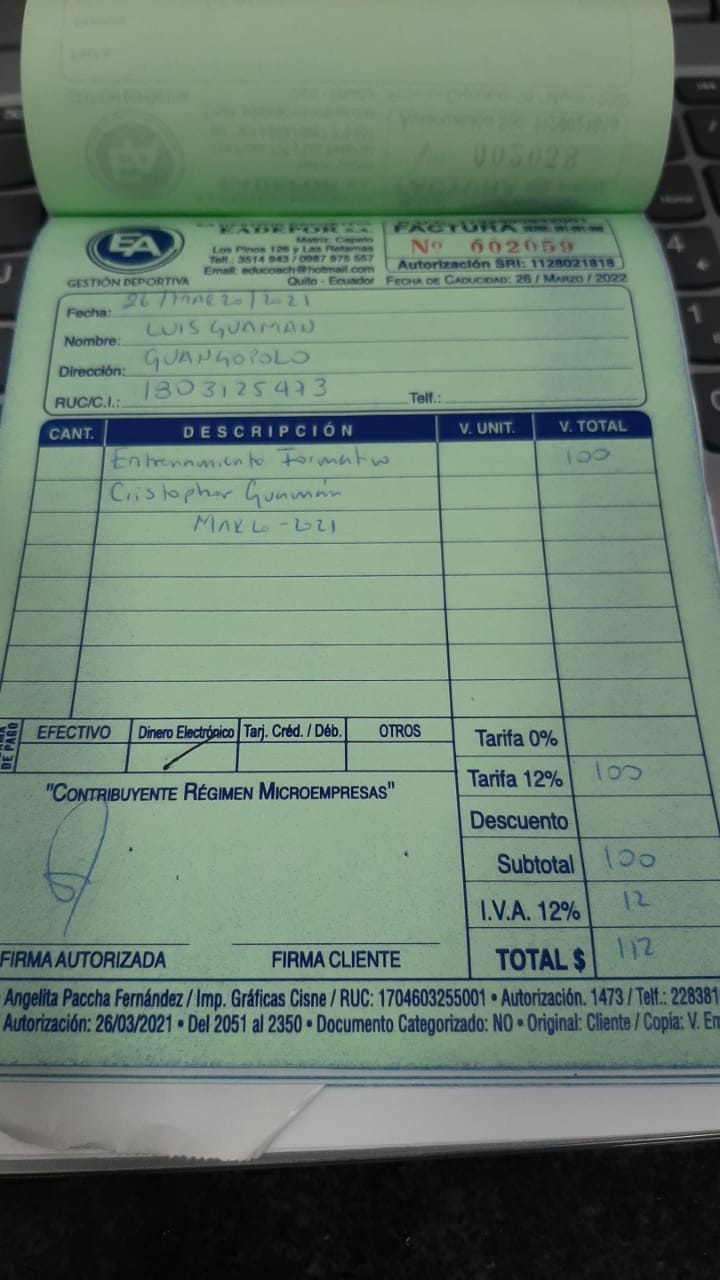 002038
EA
GESTIÓN DEPORTIVA
EADEPOR S.A.
Matriz: Capelo
Los Pinos 126 y Las Retamas
Telf.: 3514 943 / 0987 975 557
Email: educoach@hotmail.com
Quito - Ecuador
FACTURA
Nº 002059
Autorización SRI: 1128021818
FECHA DE CADUCIDAD: 26 / MARZO / 2022
Fecha: 26/MARZO/2021
Nombre: LUIS GUAMAN
Dirección: GUANGOPOLO
RUC/C.I.: 1803125473 Telf.:
CANT. DESCRIPCIÓN V. UNIT. V. TOTAL
Entrenamiento Formativo 100
Cristopher Guamán
MARZO-2021
DE PAGO
EFECTIVO Dinero Electrónico Tarj. Créd. / Déb. OTROS
Tarifa 0%
Tarifa 12% 100
"CONTRIBUYENTE RÉGIMEN MICROEMPRESAS"
Descuento
Subtotal 100
I.V.A. 12% 12
FIRMA AUTORIZADA FIRMA CLIENTE TOTAL $ 112
Angelita Paccha Fernández / Imp. Gráficas Cisne / RUC: 1704603255001 • Autorización. 1473 / Telf.: 228381
Autorización: 26/03/2021 • Del 2051 al 2350 • Documento Categorizado: NO • Original: Cliente / Copia: V. Em